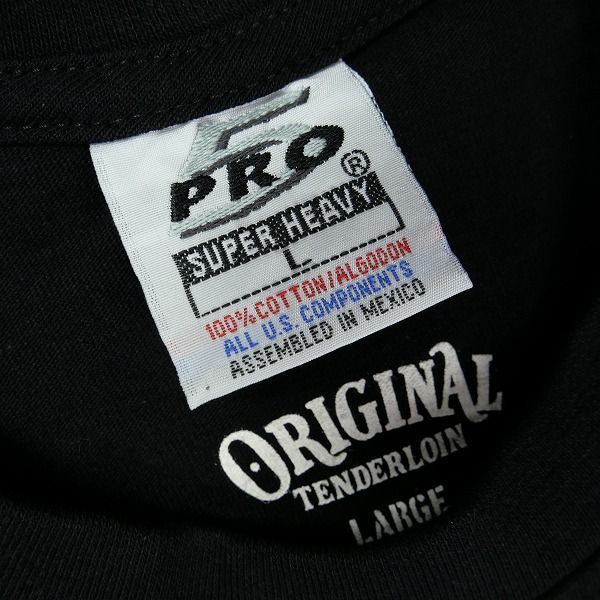 PRO®
SUPER HEAVY
L
100% COTTON/ALGODON
ALL U.S. COMPONENTS
ASSEMBLED IN MEXICO
ORIGINAL
TENDERLOIN
LARGE